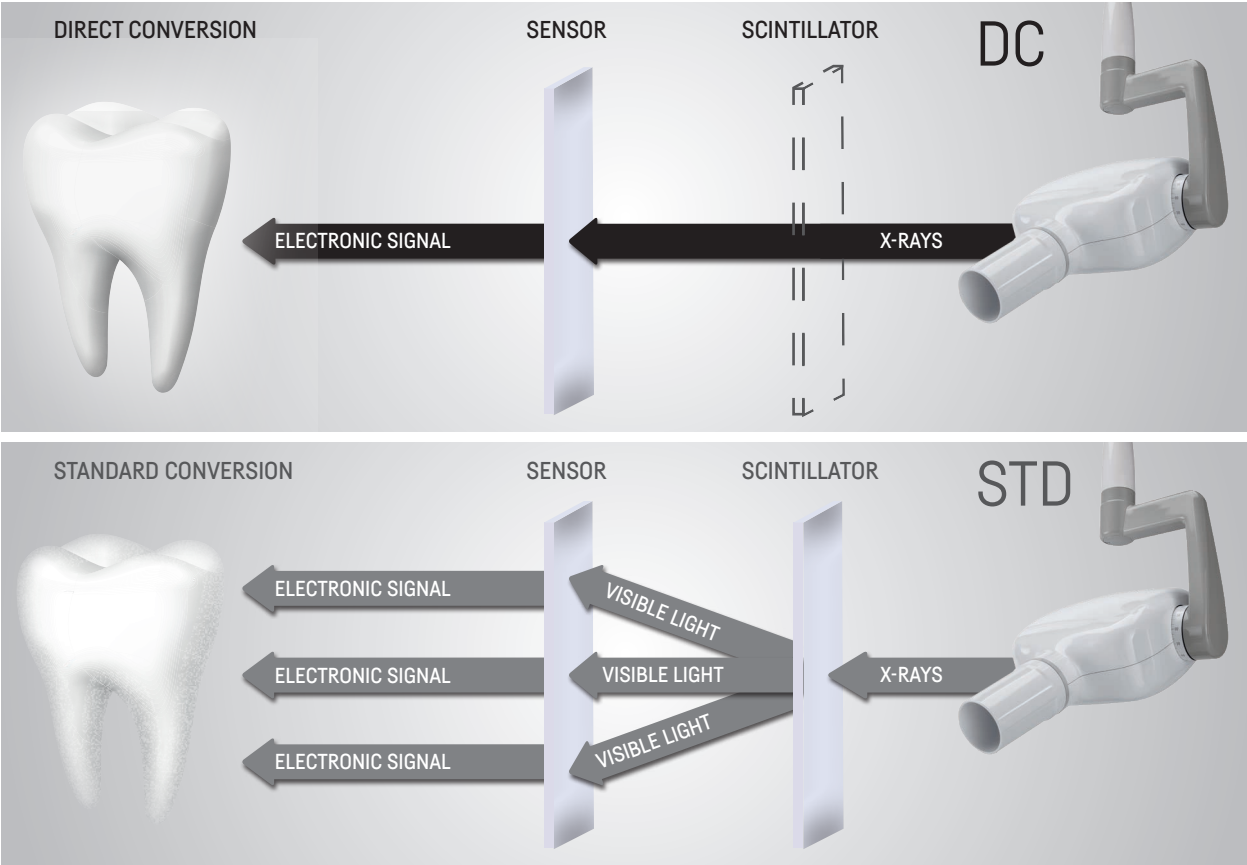 DIRECT CONVERSION
SENSOR
SCINTILLATOR
DC
ELECTRONIC SIGNAL
X-RAYS
STANDARD CONVERSION
SENSOR
SCINTILLATOR
STD
ELECTRONIC SIGNAL
VISIBLE LIGHT
ELECTRONIC SIGNAL
VISIBLE LIGHT
X-RAYS
ELECTRONIC SIGNAL
VISIBLE LIGHT